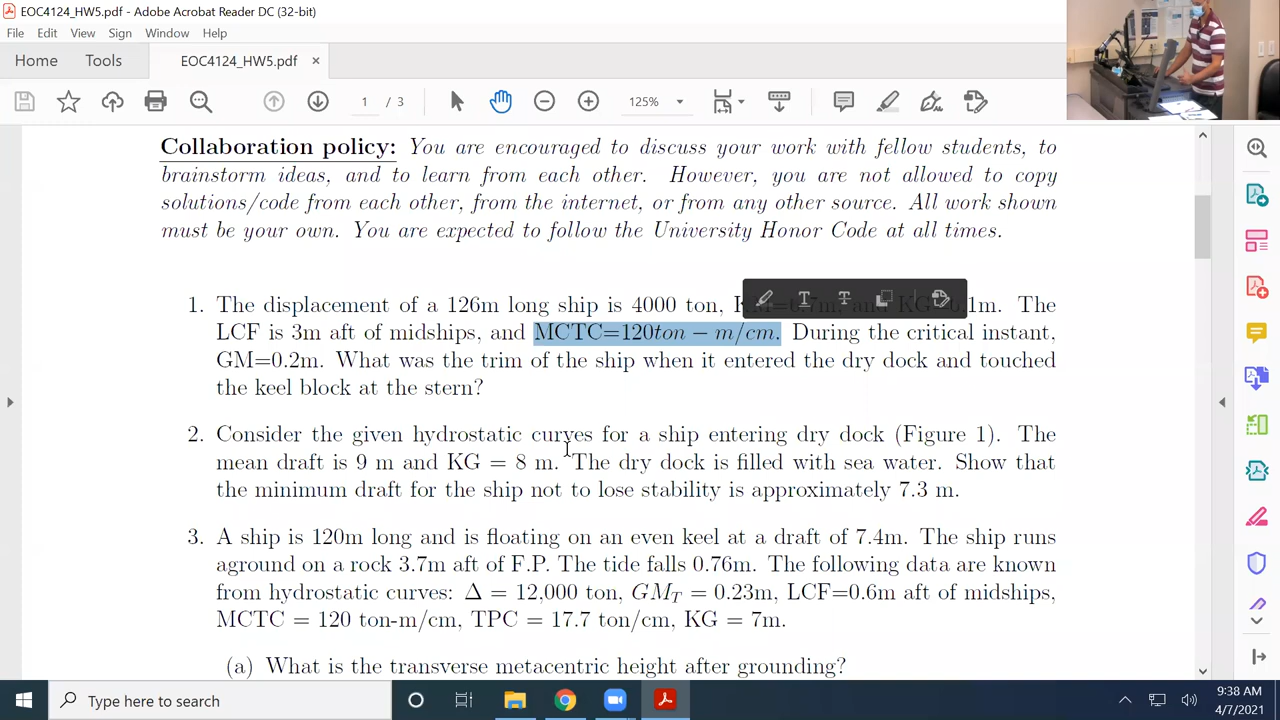 EOC4124_HW5.pdf - Adobe Acrobat Reader DC (32-bit)
File Edit View Sign Window Help
Home Tools EOC4124_HW5.pdf ×
1 / 3 125%
Collaboration policy: You are encouraged to discuss your work with fellow students, to
brainstorm ideas, and to learn from each other. However, you are not allowed to copy
solutions/code from each other, from the internet, or from any other source. All work shown
must be your own. You are expected to follow the University Honor Code at all times.
1. The displacement of a 126m long ship is 4000 ton, The
LCF is 3m aft of midships, and MCTC=120ton − m/cm. During the critical instant,
GM=0.2m. What was the trim of the ship when it entered the dry dock and touched
the keel block at the stern?
2. Consider the given hydrostatic curves for a ship entering dry dock (Figure 1). The
mean draft is 9 m and KG = 8 m. The dry dock is filled with sea water. Show that
the minimum draft for the ship not to lose stability is approximately 7.3 m.
3. A ship is 120m long and is floating on an even keel at a draft of 7.4m. The ship runs
aground on a rock 3.7m aft of F.P. The tide falls 0.76m. The following data are known
from hydrostatic curves: Δ = 12,000 ton, GM_T = 0.23m, LCF=0.6m aft of midships,
MCTC = 120 ton-m/cm, TPC = 17.7 ton/cm, KG = 7m.
(a) What is the transverse metacentric height after grounding?
Type here to search
9:38 AM
4/7/2021